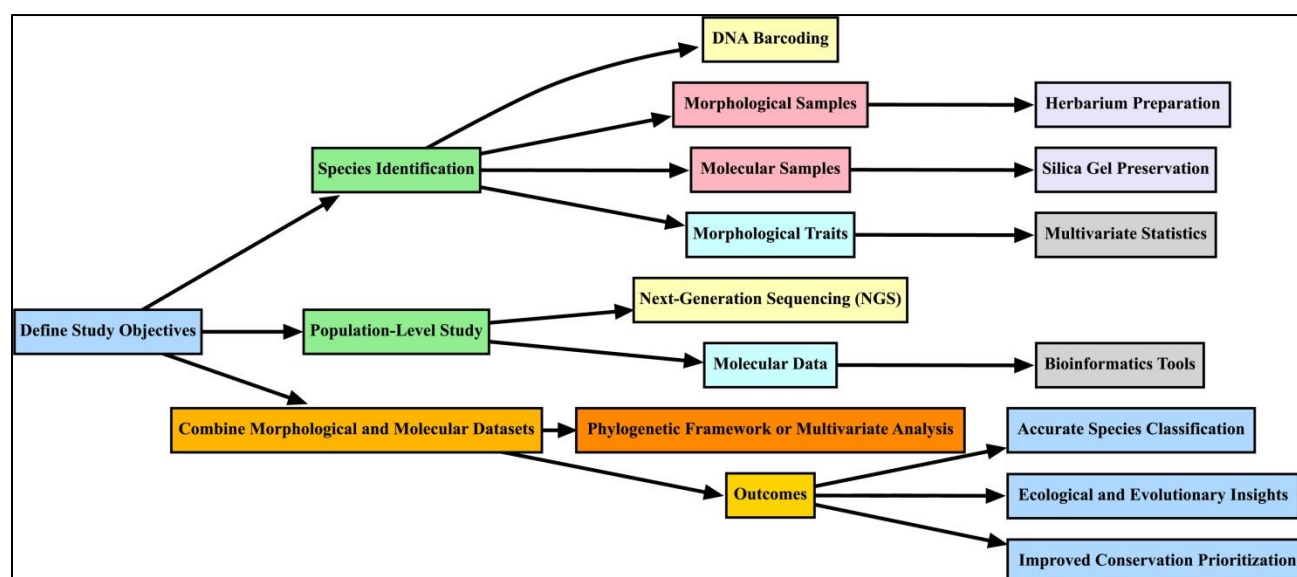 DNA Barcoding
Morphological Samples
Herbarium Preparation
Species Identification
Molecular Samples
Silica Gel Preservation
Morphological Traits
Multivariate Statistics
Next-Generation Sequencing (NGS)
Define Study Objectives
Population-Level Study
Molecular Data
Bioinformatics Tools
Combine Morphological and Molecular Datasets
Phylogenetic Framework or Multivariate Analysis
Accurate Species Classification
Outcomes
Ecological and Evolutionary Insights
Improved Conservation Prioritization